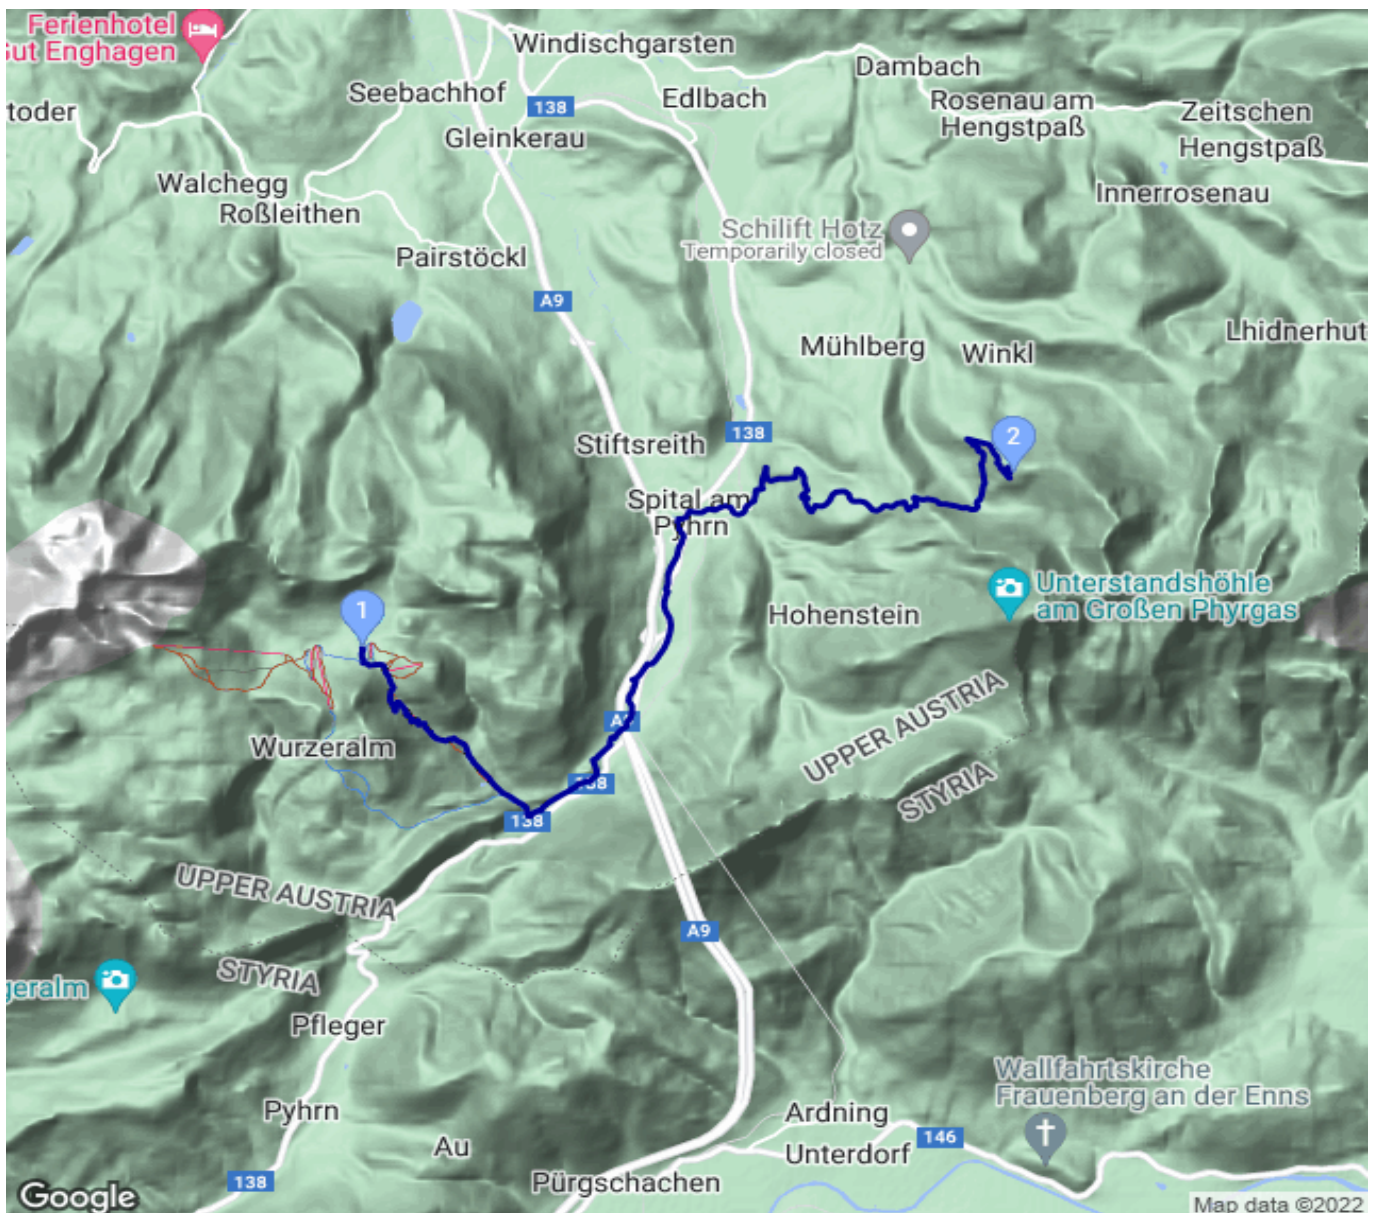 Ferienhotel
Gut Enghagen
Windischgarsten
Dambach
Seebachhof
138
Edlbach
Rosenau am
Hengstpaß
Zeitschen
Hengstpaß
toder
Gleinkerau
Walchegg
Roßleithen
Innerrosenau
Schilift Hotz
Temporarily closed
Pairstöckl
A9
Mühlberg
Winkl
Lhidnerhut
Stiftsreith
138
2
Spital am
Pyhrn
Unterstandshöhle
am Großen Phyrgas
1
Hohenstein
UPPER AUSTRIA
STYRIA
Wurzeralm
138
138
UPPER AUSTRIA
STYRIA
A9
geralm
Pfleger
Wallfahrtskirche
Frauenberg an der Enns
Pyhrn
Ardning
Au
Unterdorf
146
138
Pürgschachen
Google
Map data ©2022